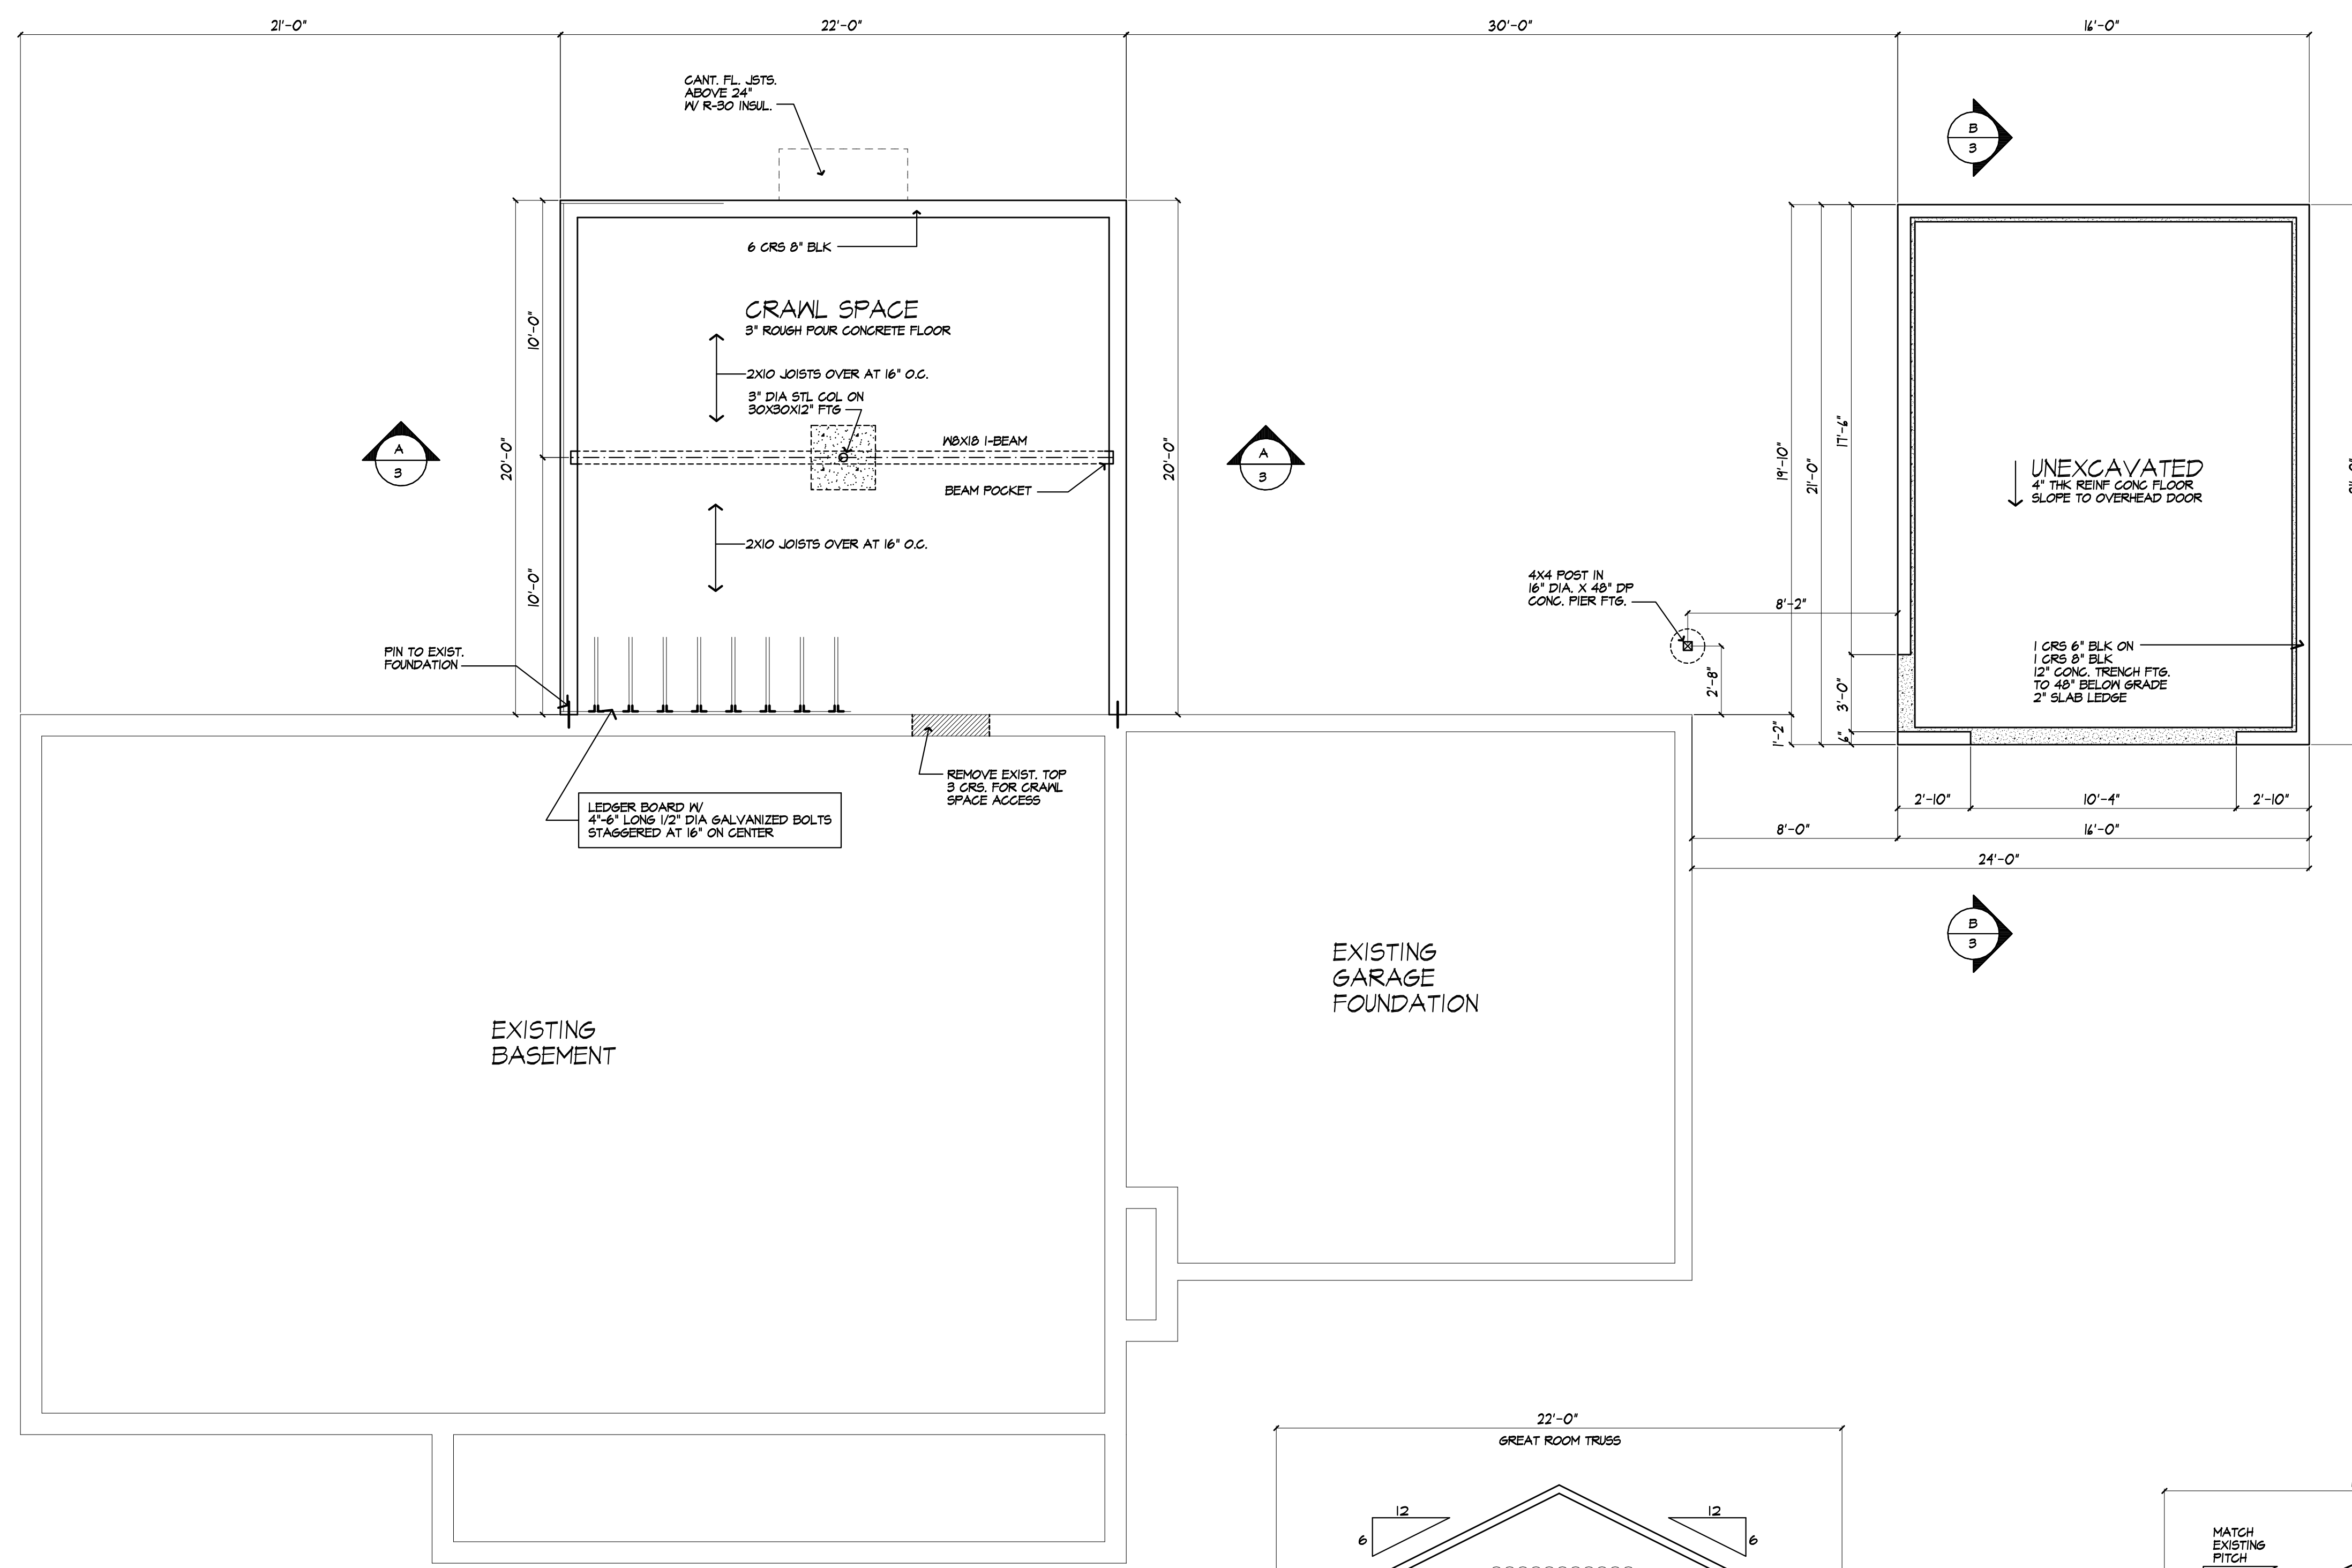 21'-0"
22'-0"
30'-0"
16'-0"
CANT. FL. JSTS.
ABOVE 24"
W/ R-30 INSUL.
B
3
6 CRS 8" BLK
CRAWL SPACE
3" ROUGH POUR CONCRETE FLOOR
10'-0"
2X10 JOISTS OVER AT 16" O.C.
3" DIA STL COL ON
30X30X12" FTG
W8X18 I-BEAM
BEAM POCKET
A
3
20'-0"
20'-0"
A
3
2X10 JOISTS OVER AT 16" O.C.
10'-0"
PIN TO EXIST.
FOUNDATION
19'-10"
21'-0"
17'-6"
UNEXCAVATED
4" THK REINF CONC FLOOR
SLOPE TO OVERHEAD DOOR
4X4 POST IN
16" DIA. X 48" DP
CONC. PIER FTG.
8'-2"
2'-8"
1 CRS 6" BLK ON
1 CRS 8" BLK
12" CONC. TRENCH FTG.
TO 48" BELOW GRADE
2" SLAB LEDGE
3'-0"
1'-2"
6"
REMOVE EXIST. TOP
3 CRS. FOR CRAWL
SPACE ACCESS
LEDGER BOARD W/
4"-6" LONG 1/2" DIA GALVANIZED BOLTS
STAGGERED AT 16" ON CENTER
2'-10"
10'-4"
2'-10"
8'-0"
16'-0"
24'-0"
B
3
EXISTING
GARAGE
FOUNDATION
EXISTING
BASEMENT
22'-0"
GREAT ROOM TRUSS
12
6
12
6
MATCH
EXISTING
PITCH